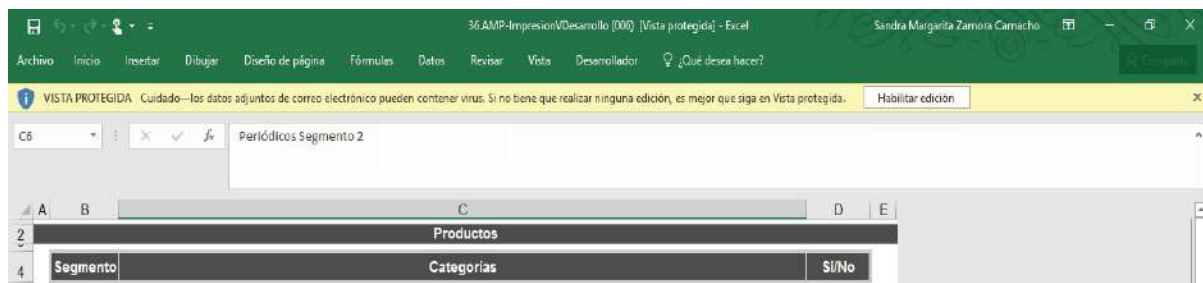 36.AMP-ImpresionVDesarrollo (006) [Vista protegida] - Excel
Sandra Margarita Zamora Camacho
Archivo Inicio Insertar Dibujar Diseño de página Fórmulas Datos Revisar Vista Desarrollador ¿Qué desea hacer?
VISTA PROTEGIDA Cuidado—los datos adjuntos de correo electrónico pueden contener virus. Si no tiene que realizar ninguna edición, es mejor que siga en Vista protegida. Habilitar edición
C6 fx Periódicos Segmento 2
A B C D E
2 Productos
4 Segmento Categorías Si/No